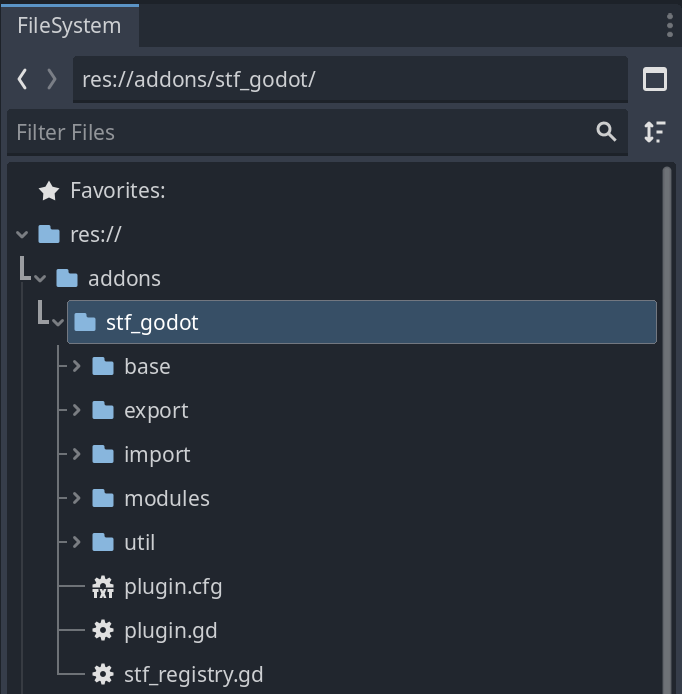 FileSystem
res://addons/stf_godot/
Filter Files
Favorites:
res://
addons
stf_godot
base
export
import
modules
util
TXT plugin.cfg
plugin.gd
stf_registry.gd